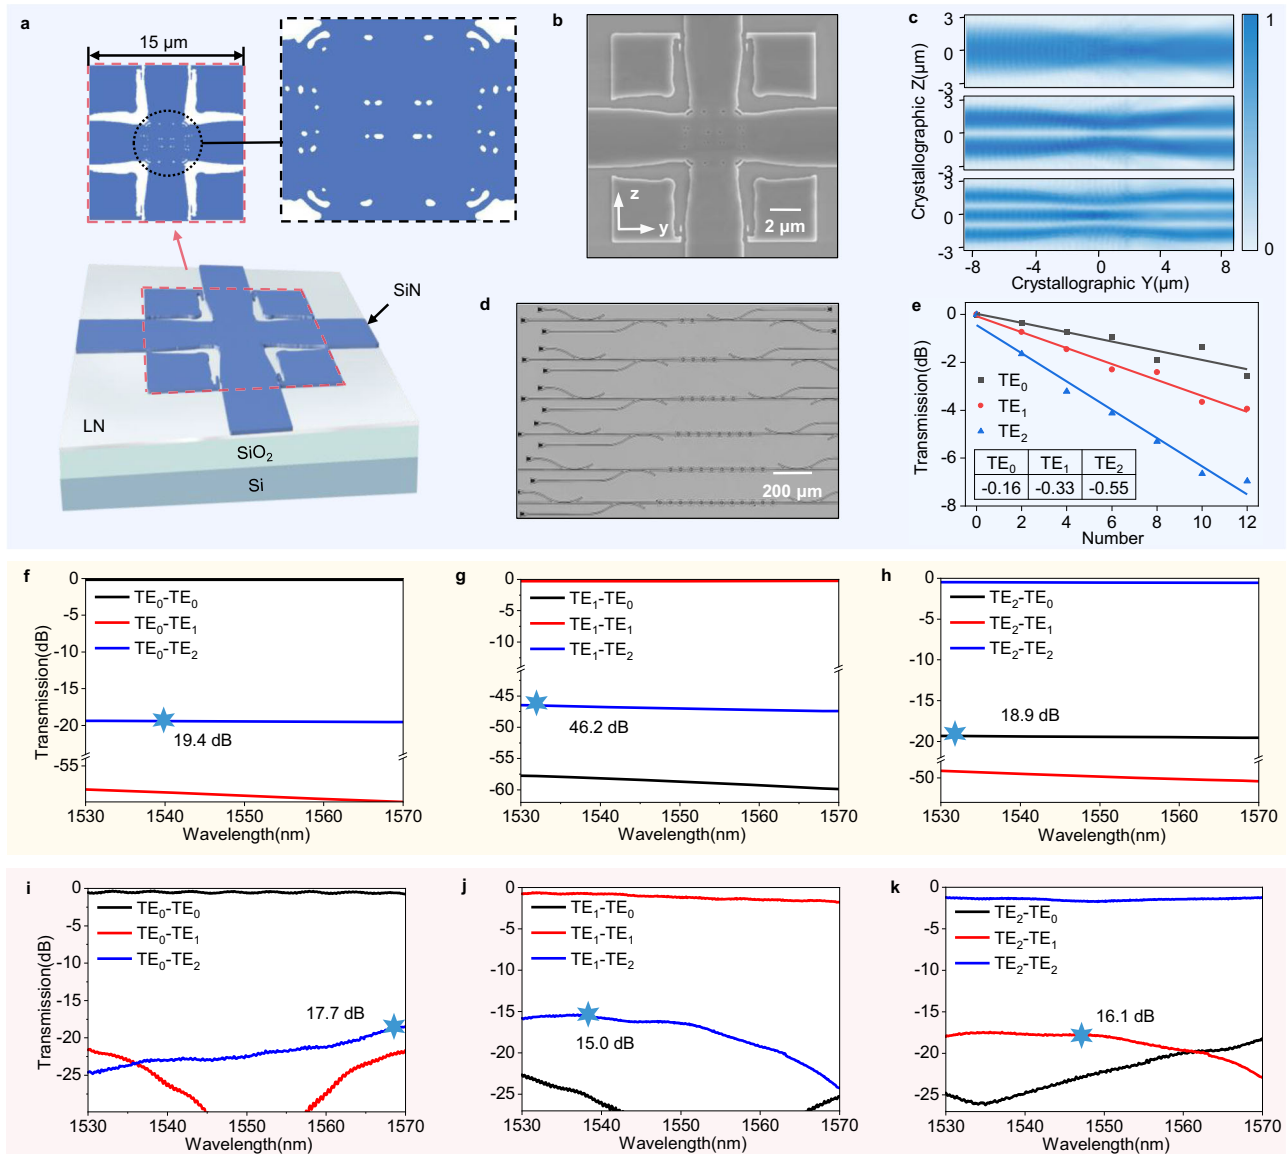 a
15 µm
SiN
LN
SiO₂
Si
b
z
y
2 µm
c
3
0
-3
3
0
-3
3
0
-3
Crystallographic Z(µm)
-8
-4
0
4
8
Crystallographic Y(µm)
1
0
d
200 µm
e
0
-2
-4
-6
-8
Transmission(dB)
TE₀
TE₁
TE₂
TE₀ TE₁ TE₂
-0.16 -0.33 -0.55
0 2 4 6 8 10 12
Number
f
0
-5
-10
-15
-20
-55
Transmission(dB)
TE₀-TE₀
TE₀-TE₁
TE₀-TE₂
19.4 dB
1530 1540 1550 1560 1570
Wavelength(nm)
g
0
-5
-10
-15
-45
-50
-55
-60
TE₁-TE₀
TE₁-TE₁
TE₁-TE₂
46.2 dB
1530 1540 1550 1560 1570
Wavelength(nm)
h
0
-5
-10
-15
-20
-50
TE₂-TE₀
TE₂-TE₁
TE₂-TE₂
18.9 dB
1530 1540 1550 1560 1570
Wavelength(nm)
i
0
-5
-10
-15
-20
-25
Transmission(dB)
TE₀-TE₀
TE₀-TE₁
TE₀-TE₂
17.7 dB
1530 1540 1550 1560 1570
Wavelength(nm)
j
0
-5
-10
-15
-20
-25
TE₁-TE₀
TE₁-TE₁
TE₁-TE₂
15.0 dB
1530 1540 1550 1560 1570
Wavelength(nm)
k
0
-5
-10
-15
-20
-25
TE₂-TE₀
TE₂-TE₁
TE₂-TE₂
16.1 dB
1530 1540 1550 1560 1570
Wavelength(nm)